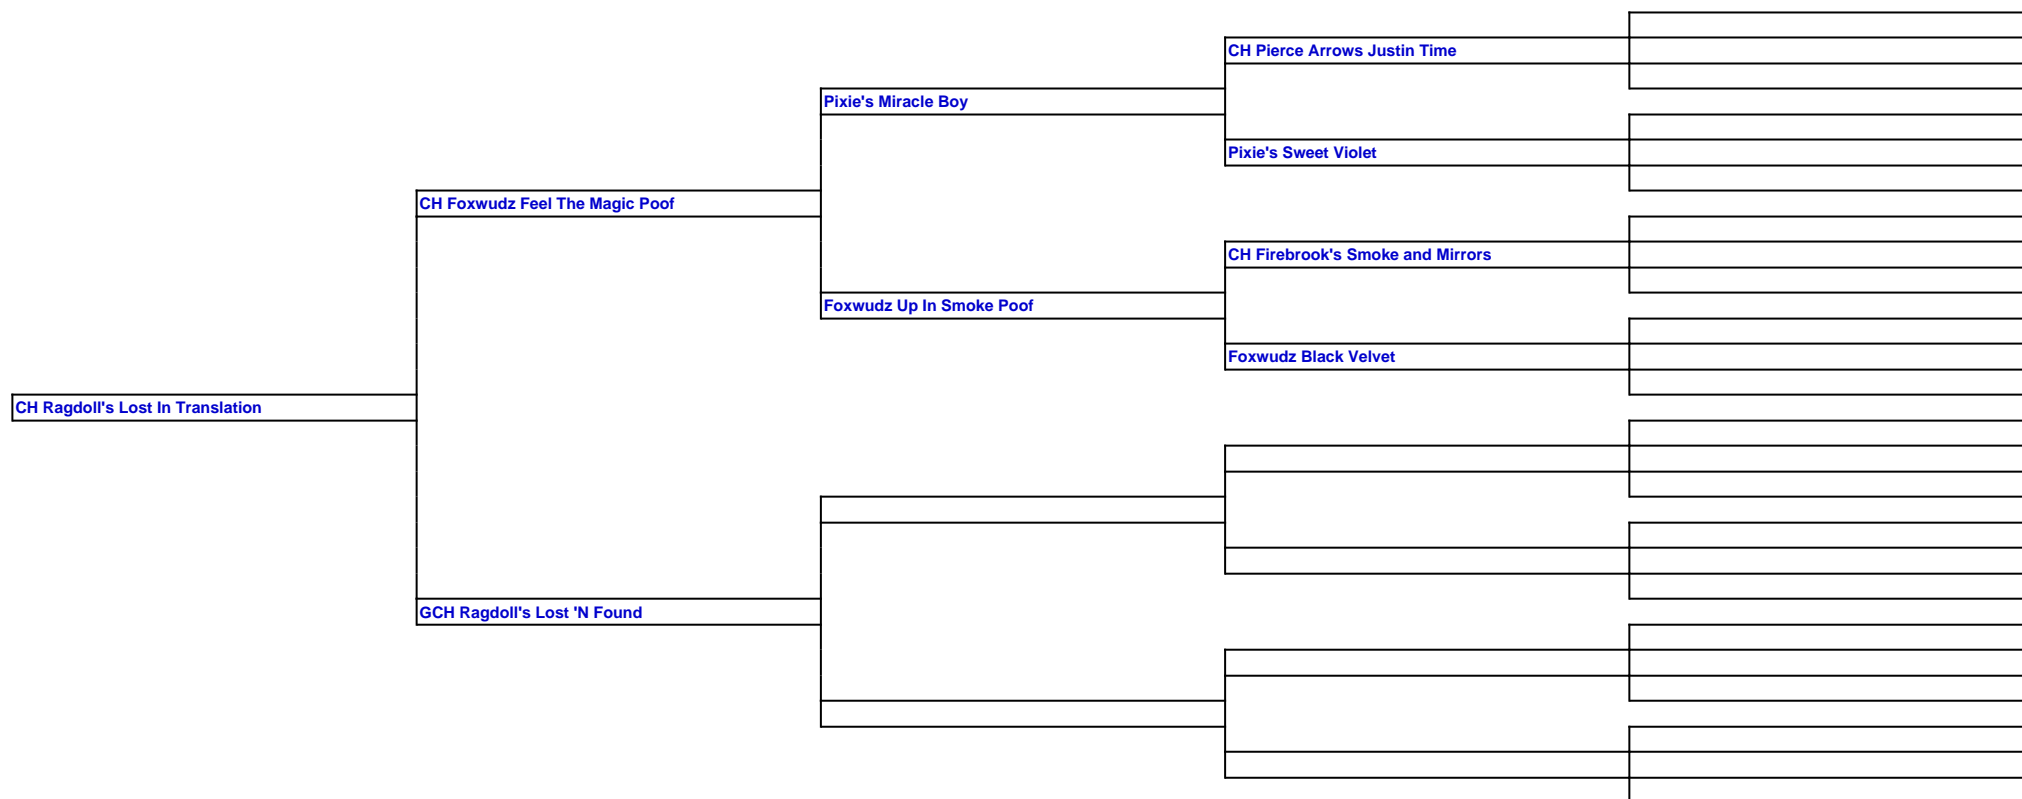 CH Pierce Arrows Justin Time
Pixie's Miracle Boy
Pixie's Sweet Violet
CH Foxwudz Feel The Magic Poof
CH Firebrook's Smoke and Mirrors
Foxwudz Up In Smoke Poof
Foxwudz Black Velvet
CH Ragdoll's Lost In Translation
GCH Ragdoll's Lost 'N Found